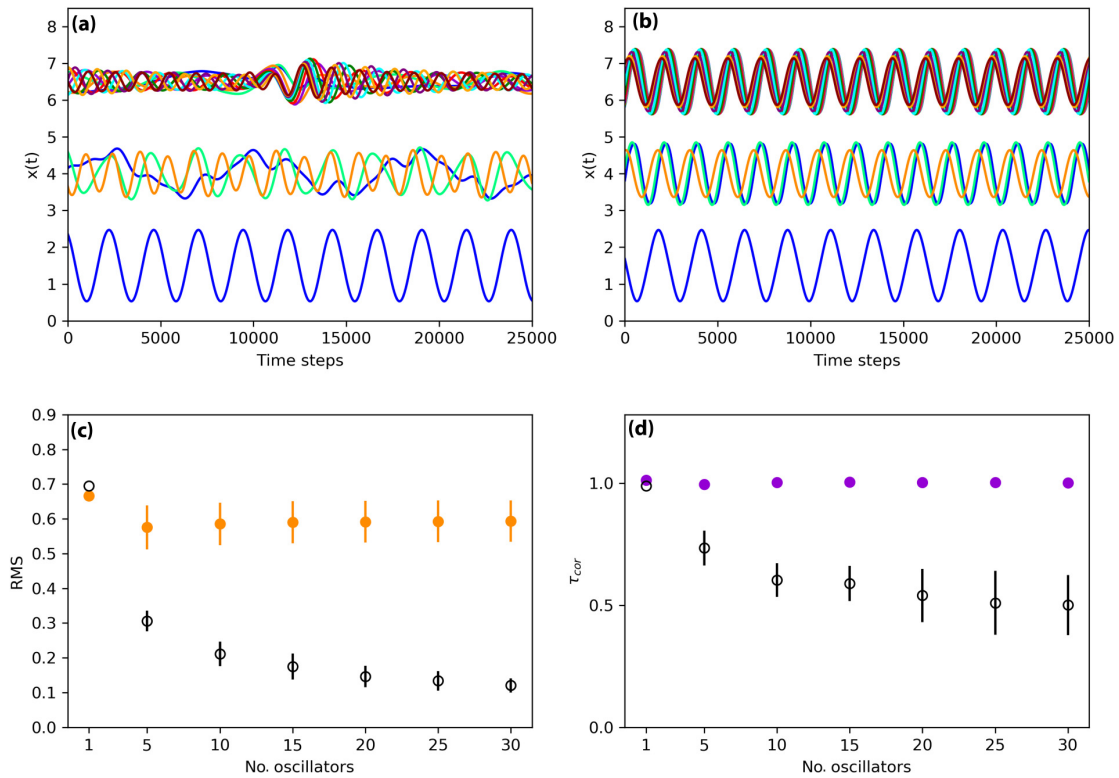 (a)
8
7
6
5
4
3
2
1
0
x(t)
0 5000 10000 15000 20000 25000
Time steps
(b)
8
7
6
5
4
3
2
1
0
x(t)
0 5000 10000 15000 20000 25000
Time steps
(c)
0.9
0.8
0.7
0.6
0.5
0.4
0.3
0.2
0.1
0.0
RMS
1 5 10 15 20 25 30
No. oscillators
(d)
1.0
0.5
0.0
τcor
1 5 10 15 20 25 30
No. oscillators